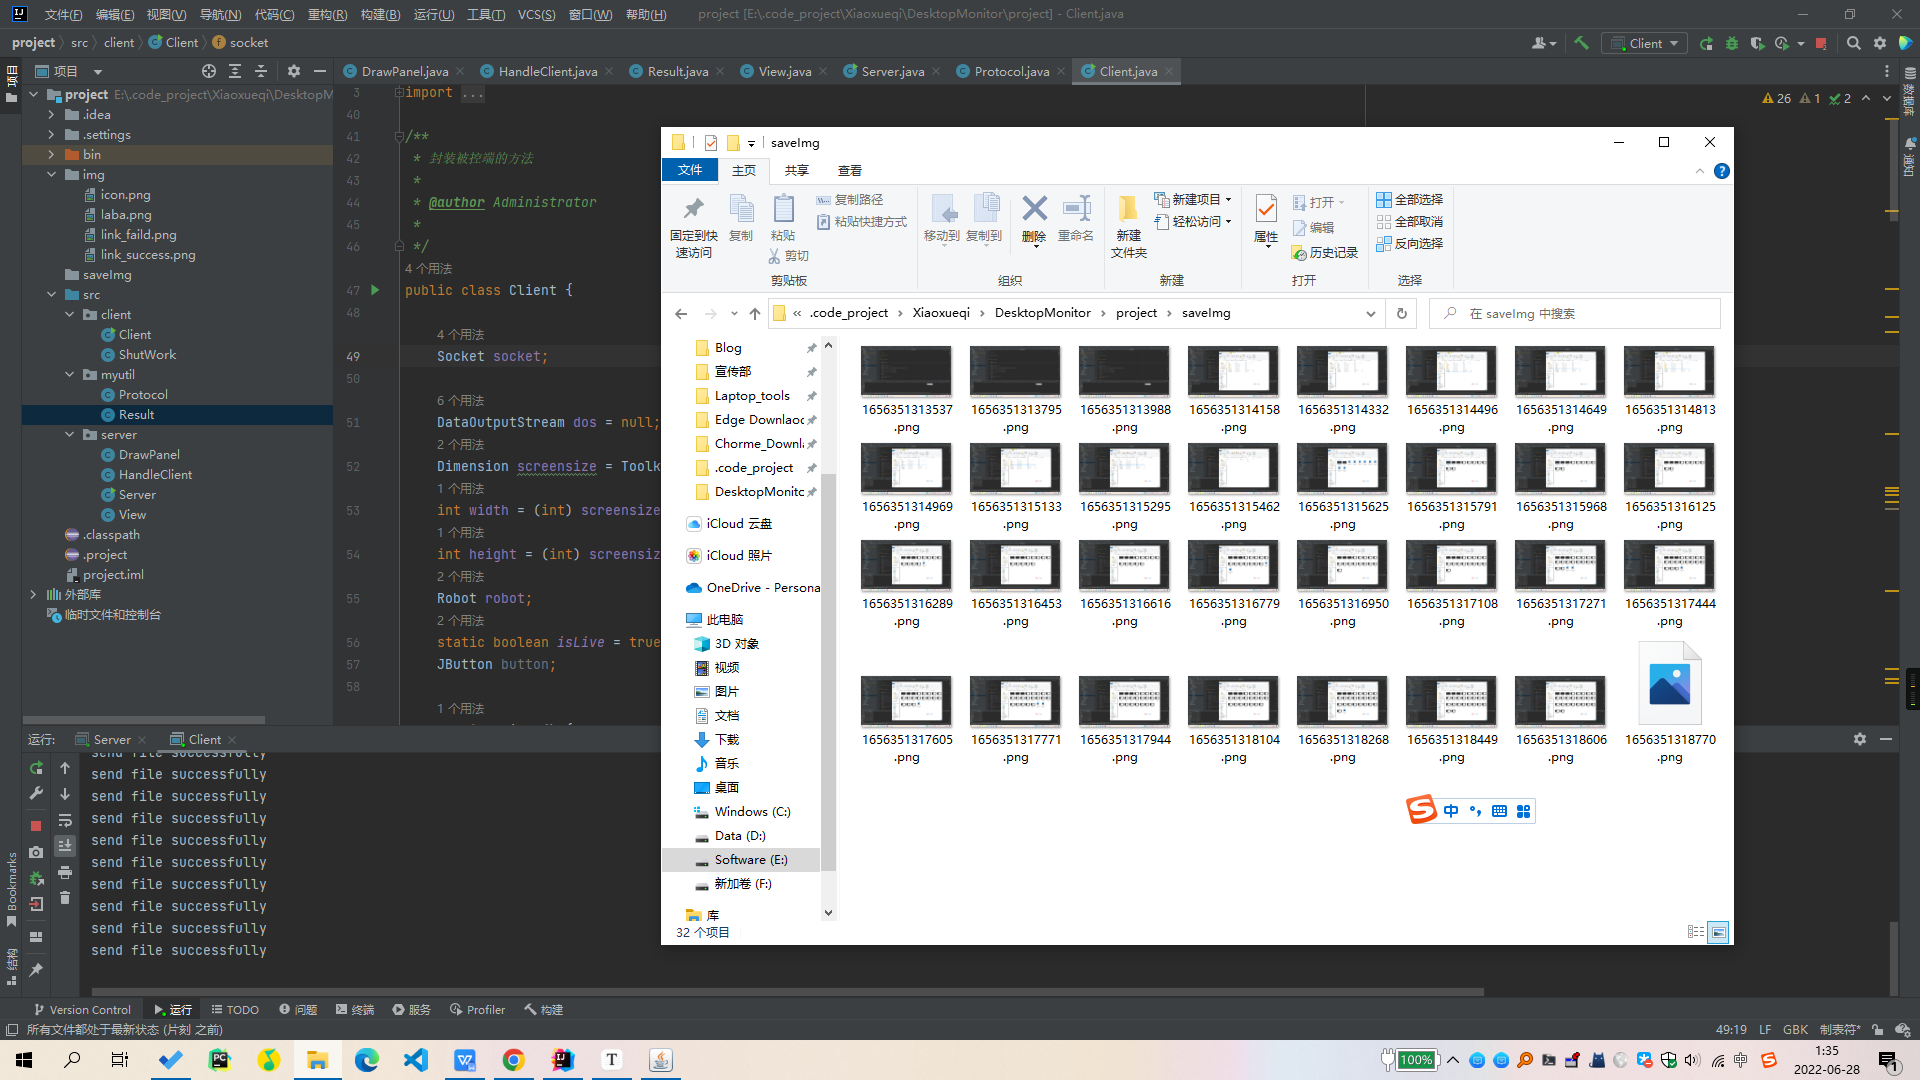 文件(F) 编辑(E) 视图(V) 导航(N) 代码(C) 重构(R) 构建(B) 运行(U) 工具(T) VCS(S) 窗口(W) 帮助(H) project [E:\.code_project\Xiaoxueqi\DesktopMonitor\project] - Client.java
project src client Client socket
Client
项目
DrawPanel.java HandleClient.java Result.java View.java Server.java Protocol.java Client.java
项目
project E:\.code_project\Xiaoxueqi\DesktopM
.idea
.settings
bin
img
icon.png
laba.png
link_faild.png
link_success.png
saveImg
src
client
Client
ShutWork
myutil
Protocol
Result
server
DrawPanel
HandleClient
Server
View
.classpath
.project
project.iml
外部库
临时文件和控制台
26 1 2
数据库
通知
3 import ...
40
41 /**
42 * 封装被控端的方法
43 *
44 * @author Administrator
45 *
46 */
4 个用法
47 public class Client {
48
4 个用法
49 Socket socket;
50
6 个用法
51 DataOutputStream dos = null;
2 个用法
52 Dimension screensize = Toolk
1 个用法
53 int width = (int) screensize
1 个用法
54 int height = (int) screensiz
2 个用法
55 Robot robot;
2 个用法
56 static boolean isLive = true
57 JButton button;
58
1 个用法
saveImg
文件 主页 共享 查看
固定到快速访问
复制
粘贴
复制路径
粘贴快捷方式
剪切
剪贴板
移动到 复制到 删除 重命名
组织
新建文件夹
新建项目
轻松访问
新建
属性
打开
编辑
历史记录
打开
全部选择
全部取消
反向选择
选择
« .code_project › Xiaoxueqi › DesktopMonitor › project › saveImg
在 saveImg 中搜索
Blog
宣传部
Laptop_tools
Edge Downlaoc
Chorme_Downl
.code_project
DesktopMonitc
iCloud 云盘
iCloud 照片
OneDrive - Persona
此电脑
3D 对象
视频
图片
文档
下载
音乐
桌面
Windows (C:)
Data (D:)
Software (E:)
新加卷 (F:)
库
32 个项目
1656351313537.png 1656351313795.png 1656351313988.png 1656351314158.png 1656351314332.png 1656351314496.png 1656351314649.png 1656351314813.png
1656351314969.png 1656351315133.png 1656351315295.png 1656351315462.png 1656351315625.png 1656351315791.png 1656351315968.png 1656351316125.png
1656351316289.png 1656351316453.png 1656351316616.png 1656351316779.png 1656351316950.png 1656351317108.png 1656351317271.png 1656351317444.png
1656351317605.png 1656351317771.png 1656351317944.png 1656351318104.png 1656351318268.png 1656351318449.png 1656351318606.png 1656351318770.png
中
运行: Server Client
send file successfully
send file successfully
send file successfully
send file successfully
send file successfully
send file successfully
send file successfully
send file successfully
send file successfully
send file successfully
Bookmarks
结构
Version Control 运行 TODO 问题 终端 服务 Profiler 构建
所有文件都处于最新状态 (片刻 之前)
49:19 LF GBK 制表符*
100%
中
1:35
2022-06-28
1